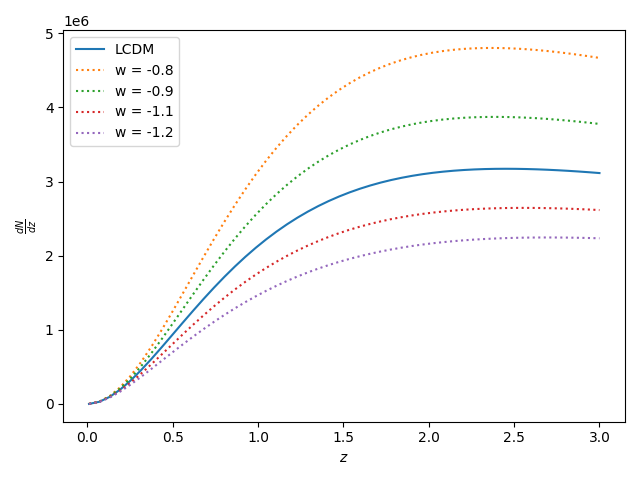 1e6
5
4
3
2
1
0
dN
dz
LCDM
w = -0.8
w = -0.9
w = -1.1
w = -1.2
0.0 0.5 1.0 1.5 2.0 2.5 3.0
z